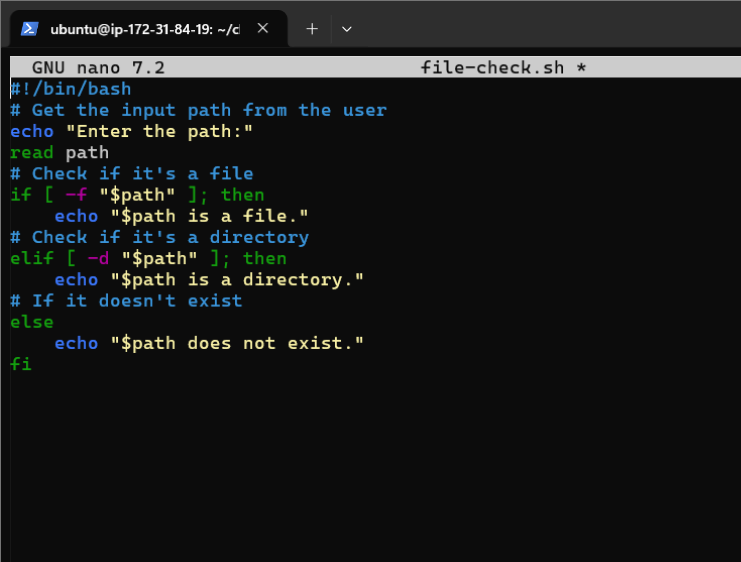 ubuntu@ip-172-31-84-19: ~/cl
GNU nano 7.2 file-check.sh *
#!/bin/bash
# Get the input path from the user
echo "Enter the path:"
read path
# Check if it's a file
if [ -f "$path" ]; then
    echo "$path is a file."
# Check if it's a directory
elif [ -d "$path" ]; then
    echo "$path is a directory."
# If it doesn't exist
else
    echo "$path does not exist."
fi